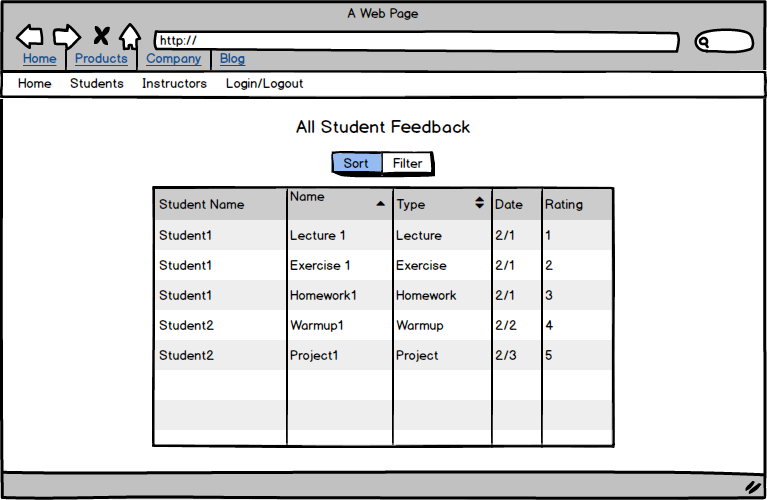 A Web Page
http://
Home Products Company Blog
Home Students Instructors Login/Logout
All Student Feedback
Sort Filter
Student Name Name Type Date Rating
Student1 Lecture 1 Lecture 2/1 1
Student1 Exercise 1 Exercise 2/1 2
Student1 Homework1 Homework 2/1 3
Student2 Warmup1 Warmup 2/2 4
Student2 Project1 Project 2/3 5